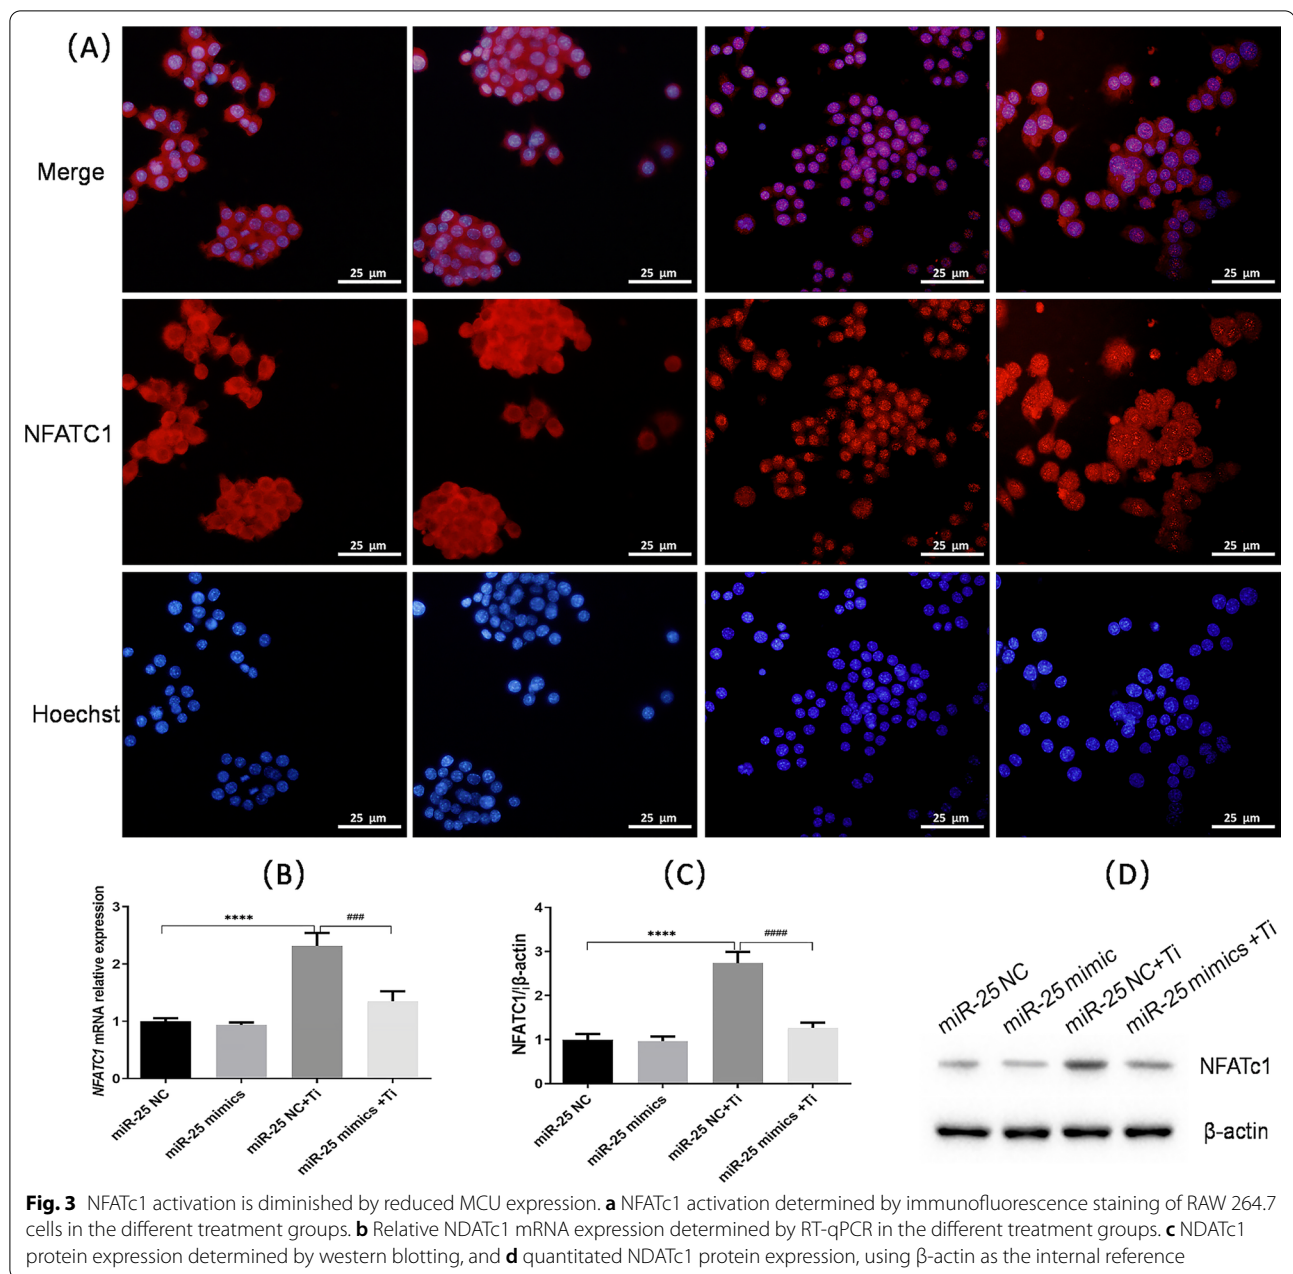 (A)
Merge
25 μm
25 μm
25 μm
25 μm
NFATC1
25 μm
25 μm
25 μm
25 μm
Hoechst
25 μm
25 μm
25 μm
25 μm
(B)
NFATC1 mRNA relative expression
3
2
1
0
****
###
miR-25 NC
miR-25 mimics
miR-25 NC+Ti
miR-25 mimics +Ti
(C)
NFATC1/¦β-actin
4
3
2
1
0
****
####
miR-25 NC
miR-25 mimics
miR-25 NC+Ti
miR-25 mimics +Ti
(D)
miR-25 NC
miR-25 mimic
miR-25 NC+Ti
miR-25 mimics +Ti
NFATc1
β-actin
Fig. 3 NFATc1 activation is diminished by reduced MCU expression. a NFATc1 activation determined by immunofluorescence staining of RAW 264.7
cells in the different treatment groups. b Relative NDATc1 mRNA expression determined by RT-qPCR in the different treatment groups. c NDATc1
protein expression determined by western blotting, and d quantitated NDATc1 protein expression, using β-actin as the internal reference